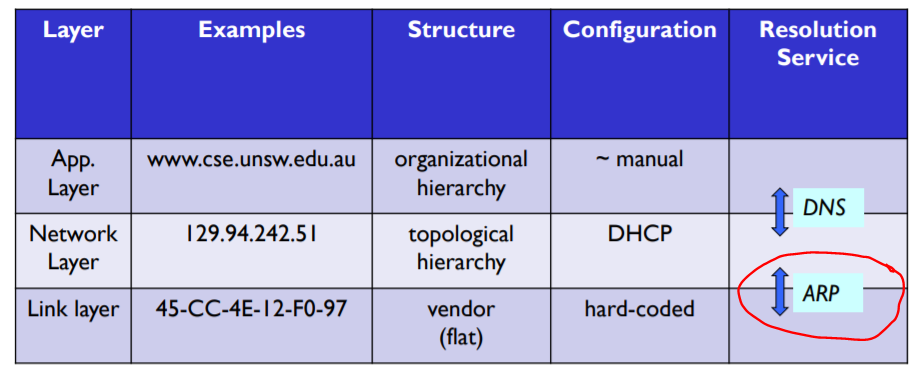 Layer Examples Structure Configuration Resolution
Service
App. www.cse.unsw.edu.au organizational ~ manual
Layer hierarchy
DNS
Network 129.94.242.51 topological DHCP
Layer hierarchy
ARP
Link layer 45-CC-4E-12-F0-97 vendor hard-coded
(flat)